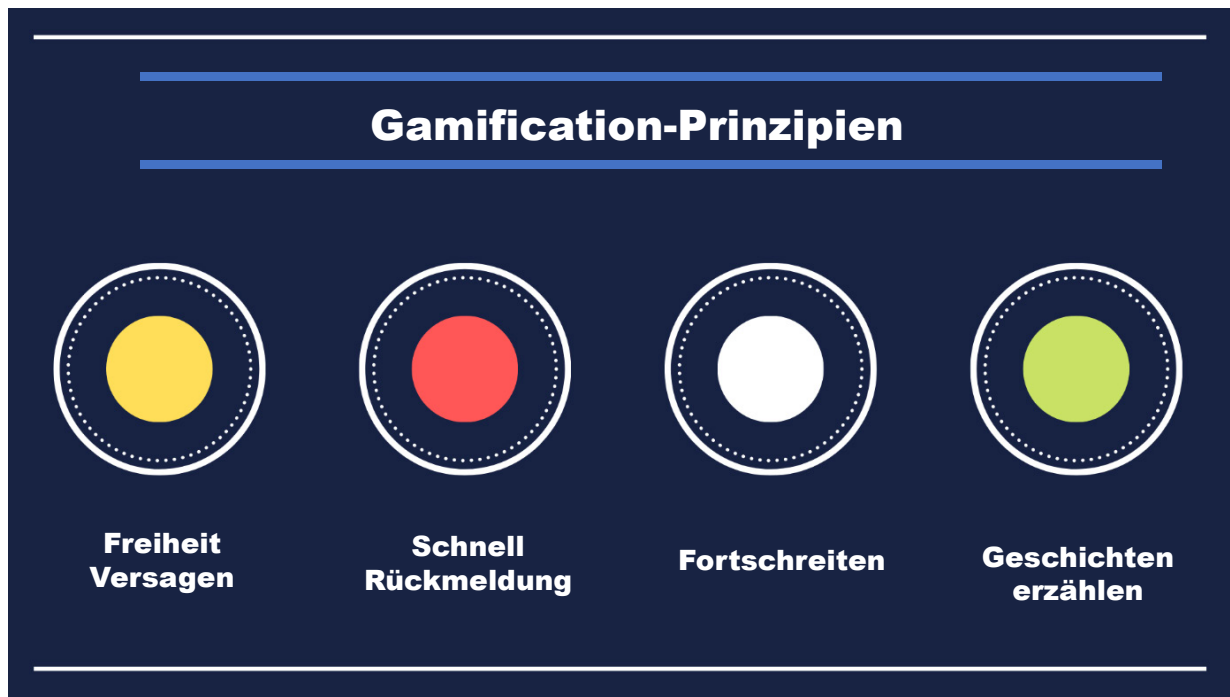 Gamification-Prinzipien
Freiheit
Versagen
Schnell
Rückmeldung
Fortschreiten
Geschichten
erzählen